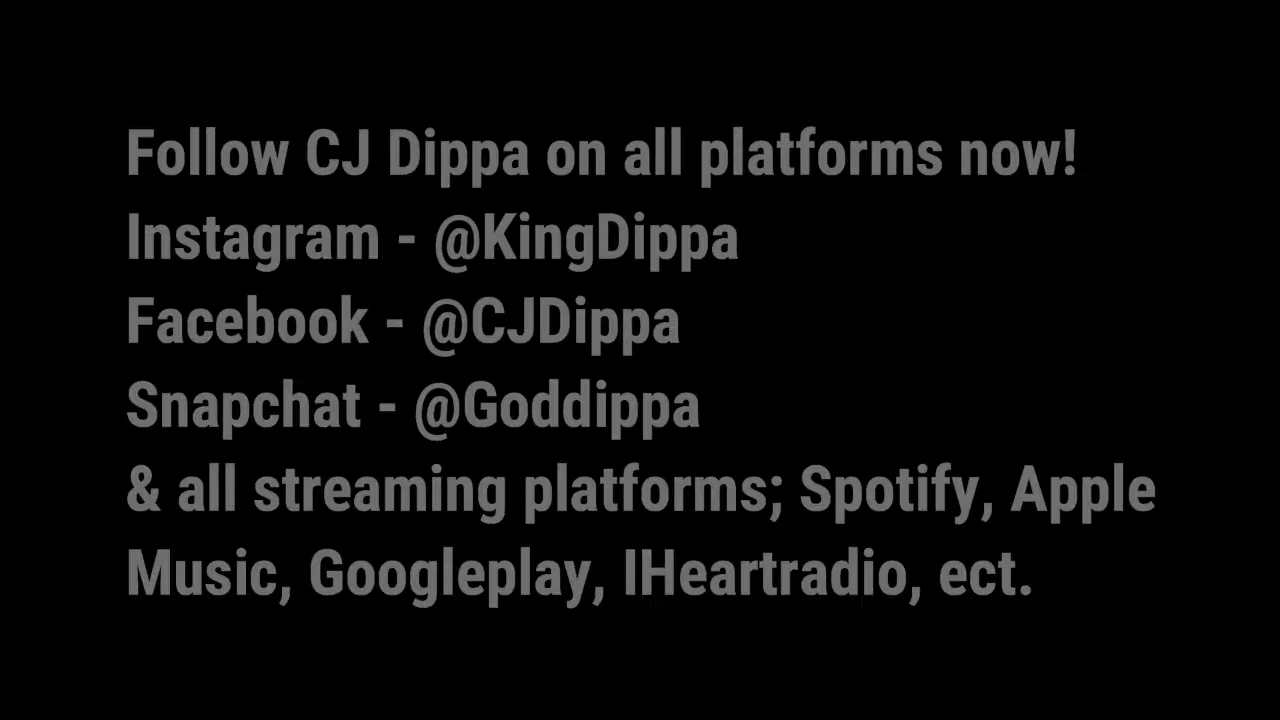 Follow CJ Dippa on all platforms now!
Instagram - @KingDippa
Facebook - @CJDippa
Snapchat - @Goddippa
& all streaming platforms; Spotify, Apple
Music, Googleplay, IHeartradio, ect.